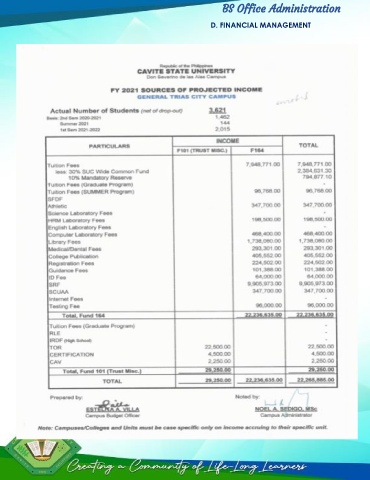 BS Office Administration
D. FINANCIAL MANAGEMENT
Republic of the Philippines
CAVITE STATE UNIVERSITY
Don Severino de las Alas Campus
FY 2021 SOURCES OF PROJECTED INCOME
GENERAL TRIAS CITY CAMPUS
Actual Number of Students (net of drop-out) 3,621
Basis: 2nd Sem 2020-2021 1,462
Summer 2021 144
1st Sem 2021-2022 2,015
PARTICULARS INCOME TOTAL
F101 (TRUST MISC.) F164
Tuition Fees 7,948,771.00 7,948,771.00
less: 30% SUC Wide Common Fund 2,384,631.30
10% Mandatory Reserve 794,877.10
Tuition Fees (Graduate Program) -
Tuition Fees (SUMMER Program) 96,766.00 96,766.00
SFDF -
Athletic 347,700.00 347,700.00
Science Laboratory Fees -
HRM Laboratory Fees 198,500.00 198,500.00
English Laboratory Fees -
Computer Laboratory Fees 468,400.00 468,400.00
Library Fees 1,738,080.00 1,738,080.00
Medical/Dental Fees 293,301.00 293,301.00
College Publication 405,552.00 405,552.00
Registration Fees 224,502.00 224,502.00
Guidance Fees 101,386.00 101,386.00
ID Fee 64,000.00 64,000.00
SRF 9,905,973.00 9,905,973.00
SCUAA 347,700.00 347,700.00
Internet Fees -
Testing Fee 96,000.00 96,000.00
Total, Fund 164 22,236,635.00 22,236,635.00
Tuition Fees (Graduate Program) -
RLE -
IRDF (High School) -
TOR 22,500.00 22,500.00
CERTIFICATION 4,500.00 4,500.00
CAV 2,250.00 2,250.00
Total, Fund 101 (Trust Misc.) 29,250.00 29,250.00
TOTAL 29,250.00 22,236,635.00 22,265,885.00
Prepared by: Noted by:
ESTELITA A. VILLA NOEL A. SEDIGO, MSc
Campus Budget Officer Campus Administrator
Note: Campuses/Colleges and Units must be case specific only on income accruing to their specific unit.
Creating a Community of Life-Long Learners